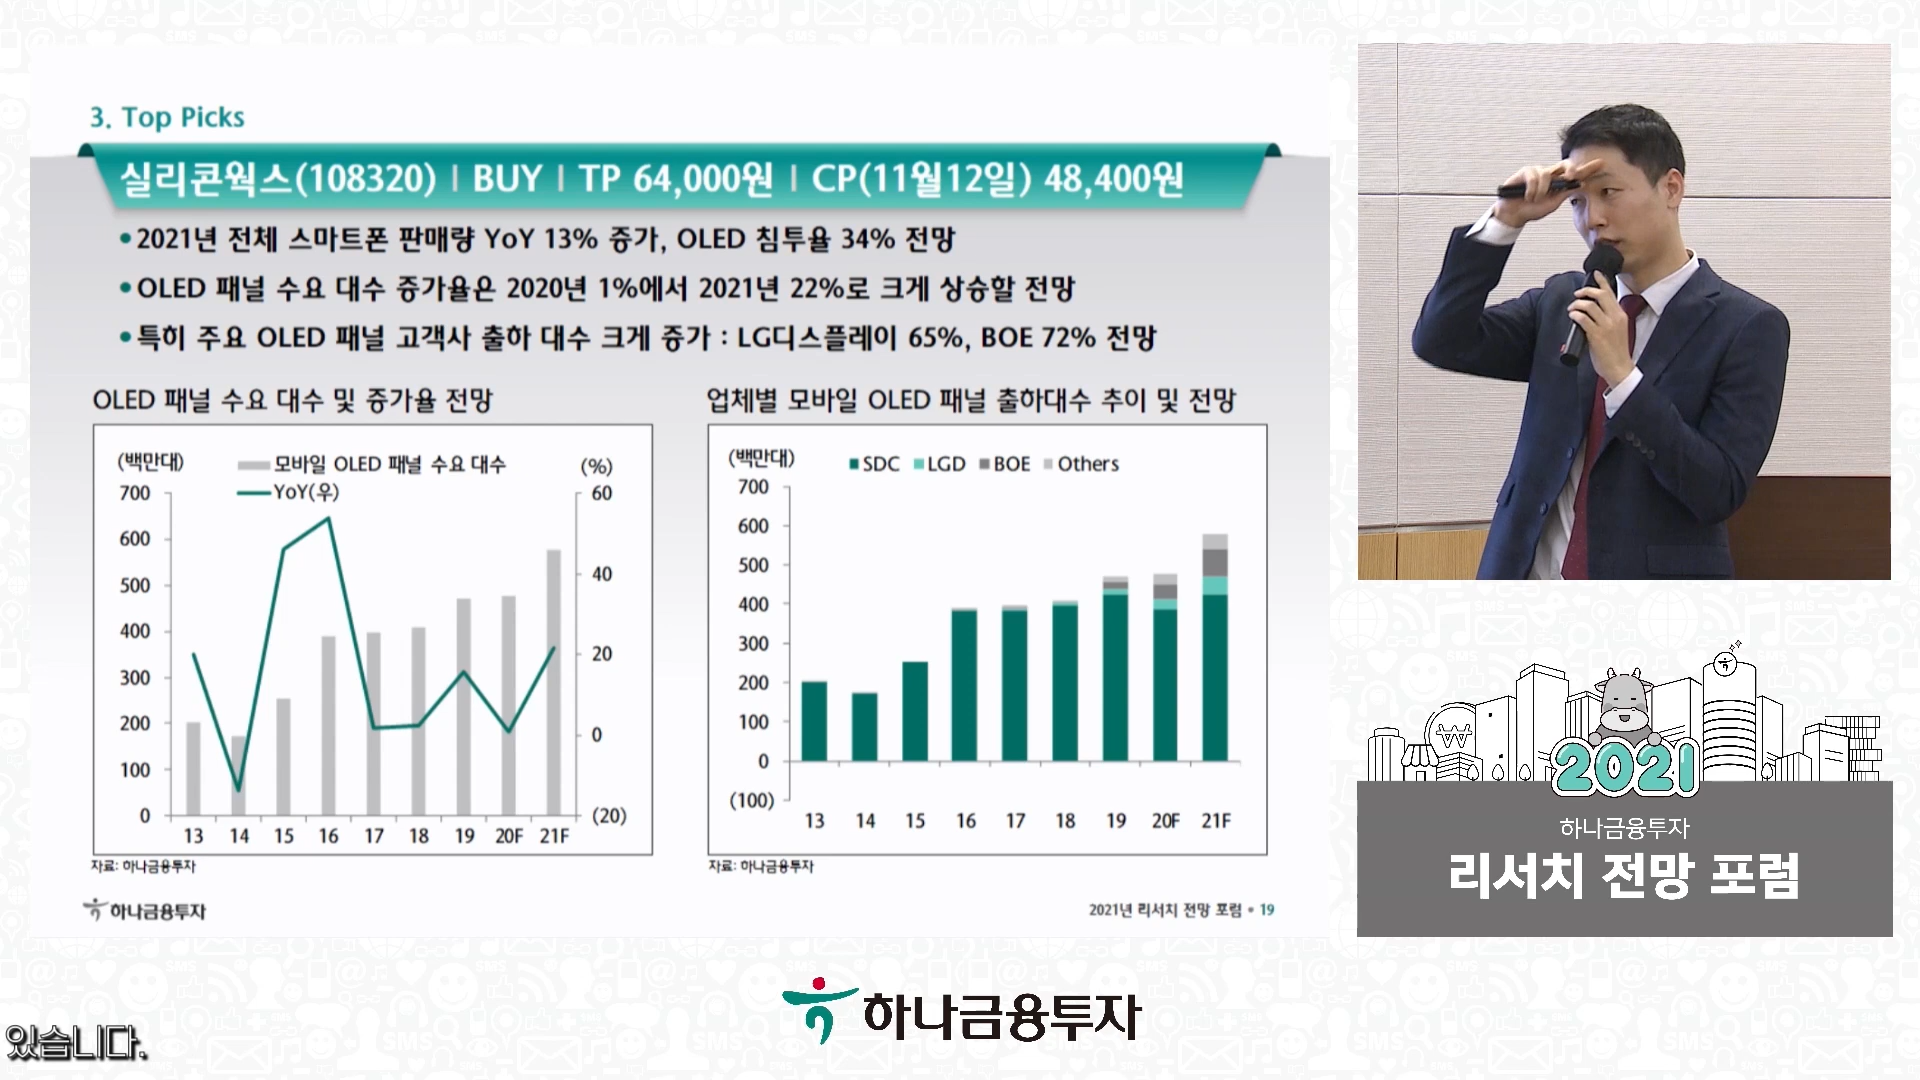 3. Top Picks
실리콘웍스(108320) | BUY | TP 64,000원 | CP(11월12일) 48,400원
•2021년 전체 스마트폰 판매량 YoY 13% 증가, OLED 침투율 34% 전망
•OLED 패널 수요 대수 증가율은 2020년 1%에서 2021년 22%로 크게 상승할 전망
•특히 주요 OLED 패널 고객사 출하 대수 크게 증가 : LG디스플레이 65%, BOE 72% 전망
OLED 패널 수요 대수 및 증가율 전망
(백만대)
모바일 OLED 패널 수요 대수
YoY(우)
(%)
700
600
500
400
300
200
100
0
60
40
20
0
(20)
13 14 15 16 17 18 19 20F 21F
자료: 하나금융투자
업체별 모바일 OLED 패널 출하대수 추이 및 전망
(백만대)
SDC LGD BOE Others
700
600
500
400
300
200
100
0
(100)
13 14 15 16 17 18 19 20F 21F
자료: 하나금융투자
하나금융투자
2021년 리서치 전망 포럼 • 19
2021
하나금융투자
리서치 전망 포럼
하나금융투자
있습니다.